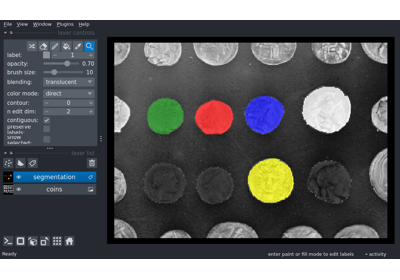 File View Window Plugins Help
layer controls
label: 1
opacity: 0.70
brush size: 10
blending: translucent
color mode: direct
contour: 0
n edit dim: 2
contiguous:
preserve
labels:
show
selected:
layer list
segmentation
coins
Ready
enter paint or fill mode to edit labels
activity